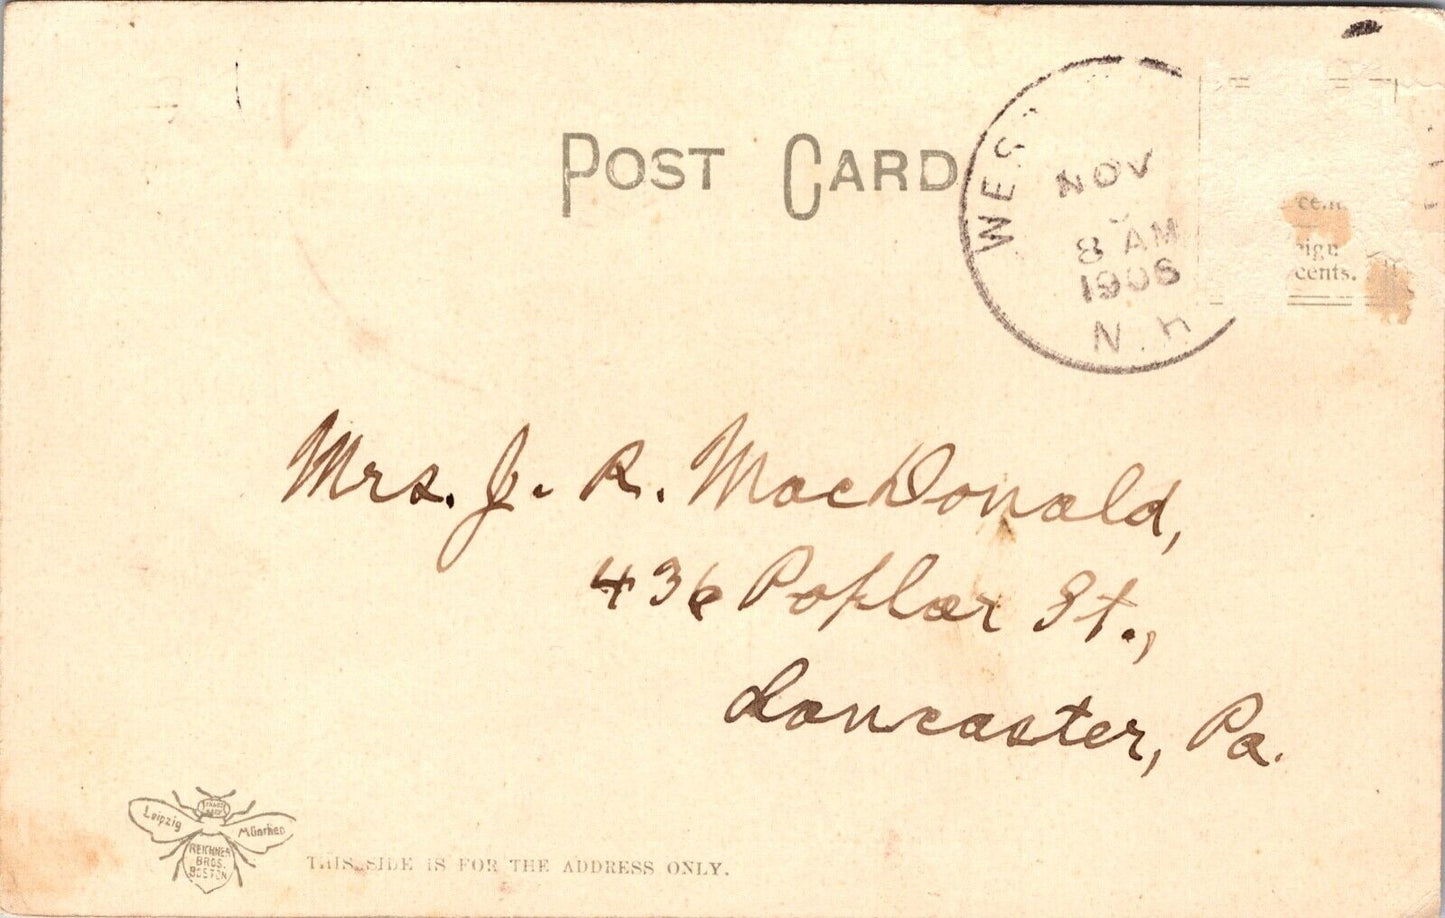 POST CARD
WES
NOV
8 AM
1906
N.H
cents.
Mrs. J. R. MacDonald,
436 Poplar St.,
Lancaster, Pa.
Leipzig
München
REICHNER
BROS.
BOSTON
THIS SIDE IS FOR THE ADDRESS ONLY.